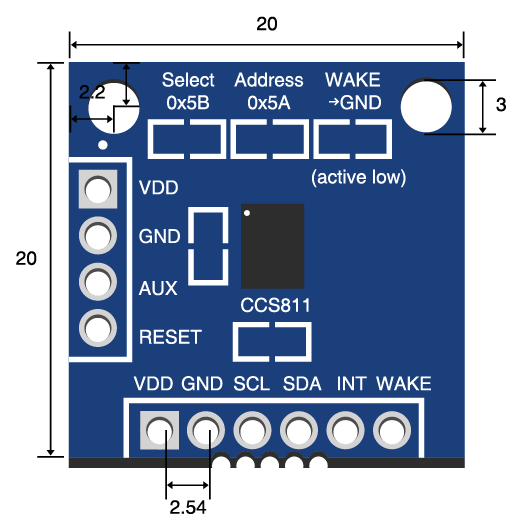 20
2.2
Select Address WAKE
0x5B 0x5A →GND
3
(active low)
VDD
GND
20
AUX
CCS811
RESET
VDD GND SCL SDA INT WAKE
2.54